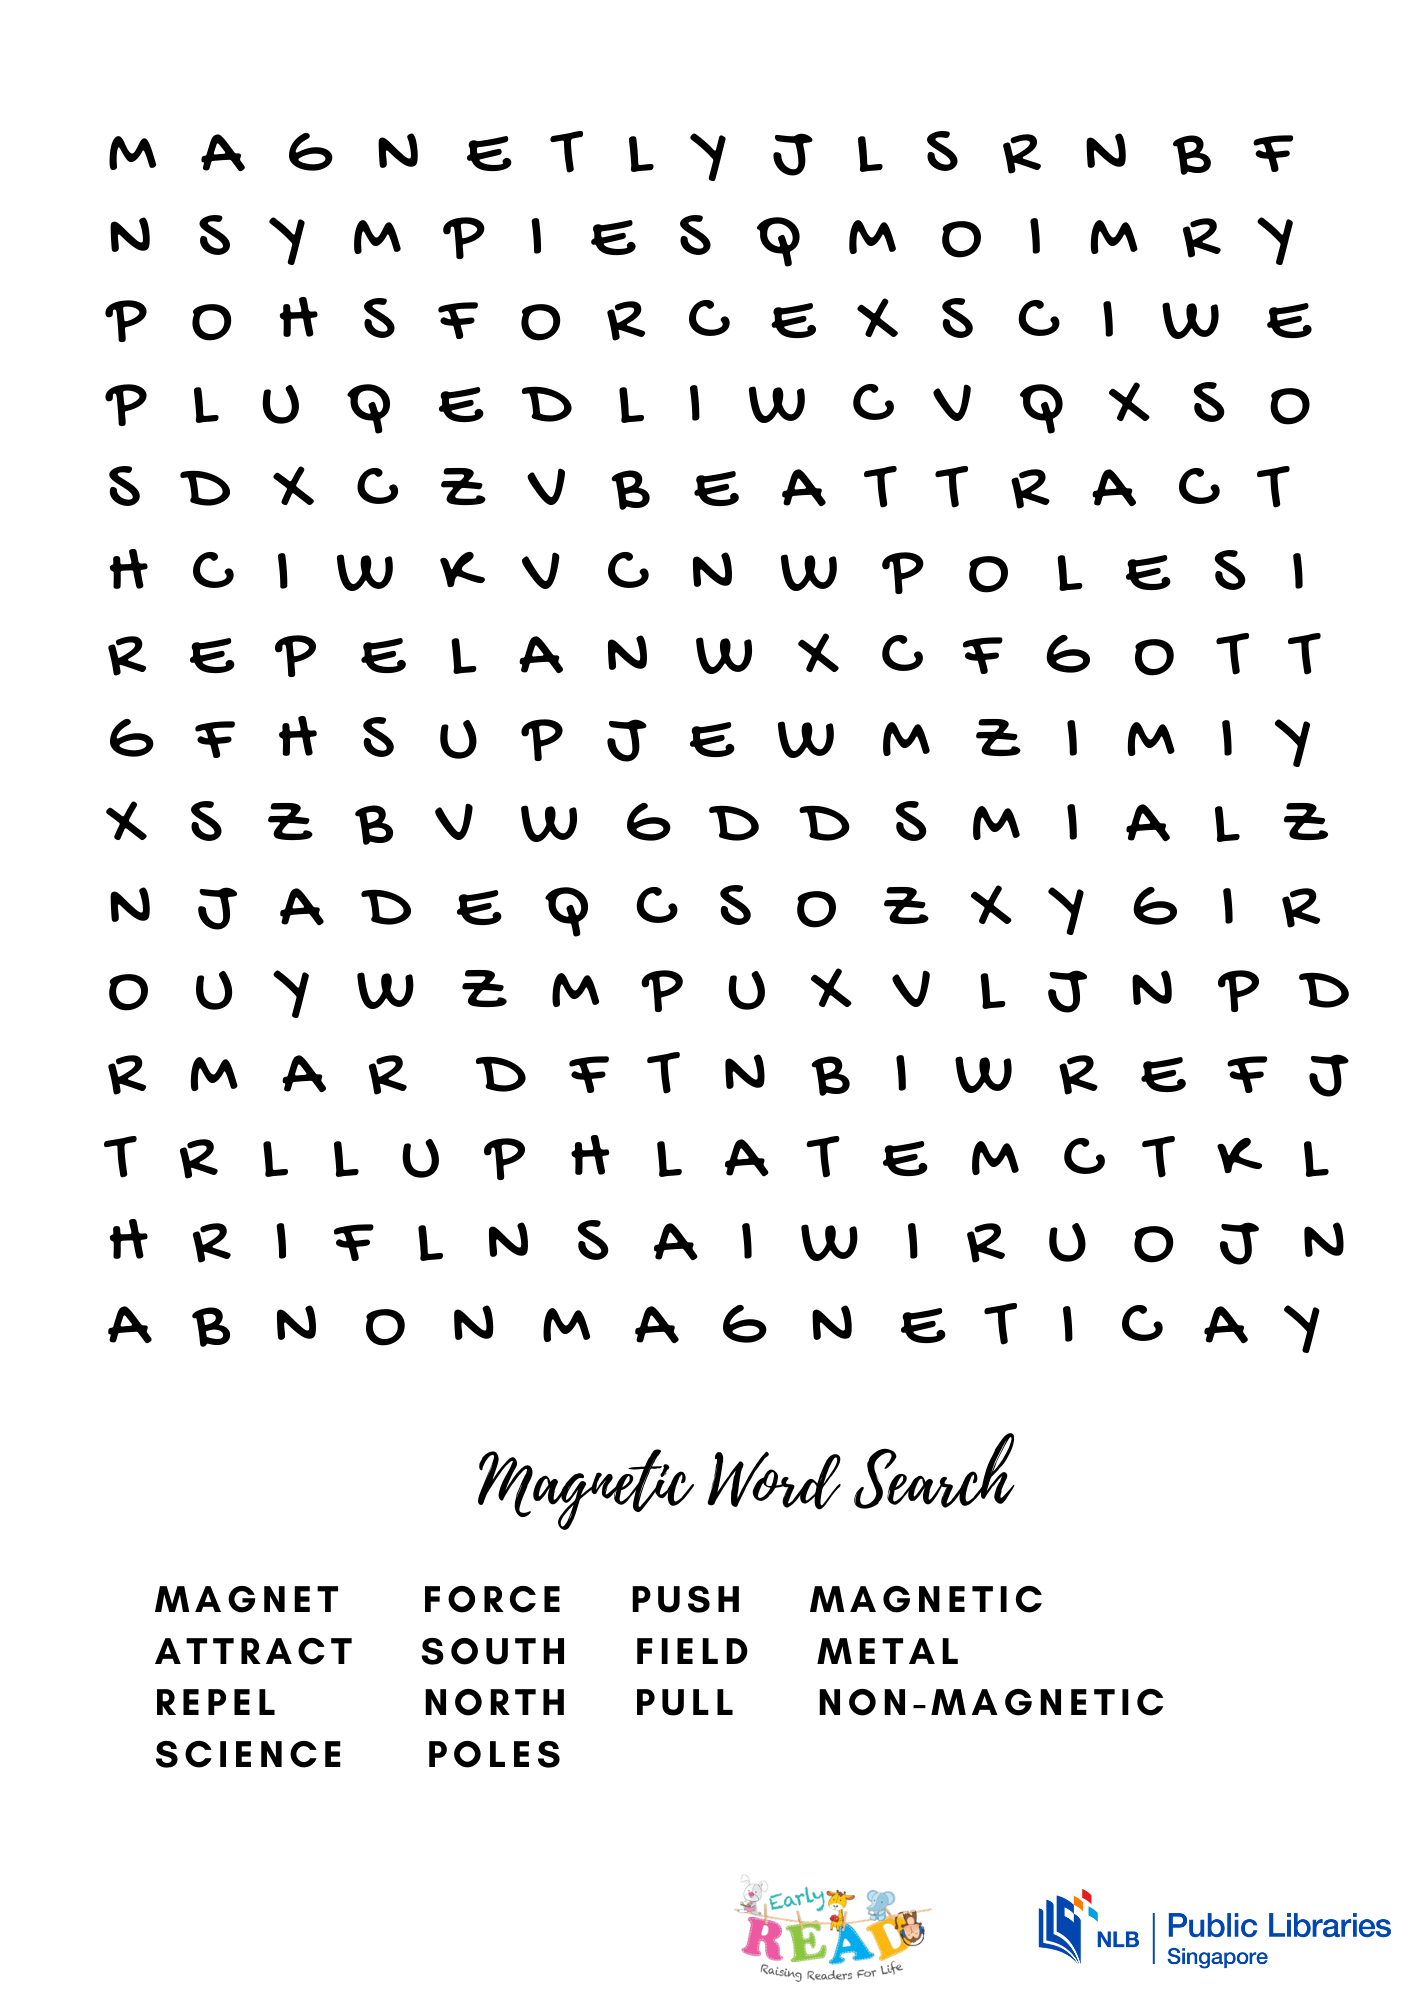 M A G N E T L Y J L S R N B F
N S Y M P I E S Q M O I M R Y
P O H S F O R C E X S C I W E
P L U Q E D L I W C V Q X S O
S D X C Z V B E A T T R A C T
H C I W K V C N W P O L E S I
R E P E L A N W X C F G O T T
G F H S U P J E W M Z I M I Y
X S Z B V W G D D S M I A L Z
N J A D E Q C S O Z X Y G I R
O U Y W Z M P U X V L J N P D
R M A R D F T N B I W R E F J
T R L L U P H L A T E M C T K L
H R I F L N S A I W I R U O J N
A B N O N M A G N E T I C A Y
Magnetic Word Search
MAGNET FORCE PUSH MAGNETIC
ATTRACT SOUTH FIELD METAL
REPEL NORTH PULL NON-MAGNETIC
SCIENCE POLES
Early
READ
Raising Readers For Life
NLB Public Libraries
Singapore